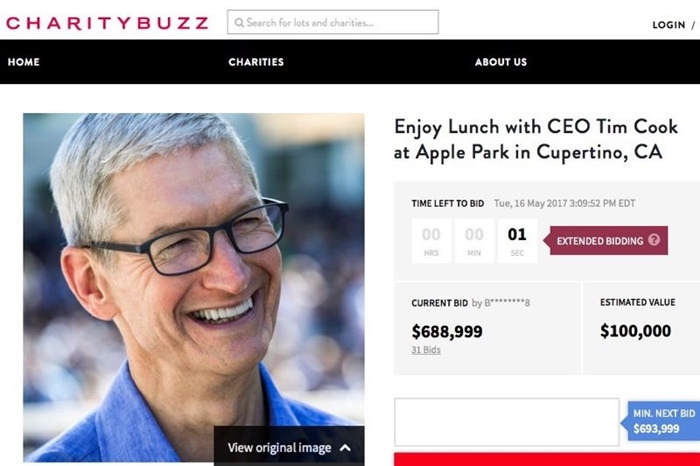 CHARITYBUZZ
Search for lots and charities...
LOGIN /
HOME
CHARITIES
ABOUT US
Enjoy Lunch with CEO Tim Cook
at Apple Park in Cupertino, CA
TIME LEFT TO BID Tue, 16 May 2017 3:09:52 PM EDT
00 00 01
HRS MIN SEC
EXTENDED BIDDING ?
CURRENT BID by B********8
$688,999
31 Bids
ESTIMATED VALUE
$100,000
MIN. NEXT BID
$693,999
View original image